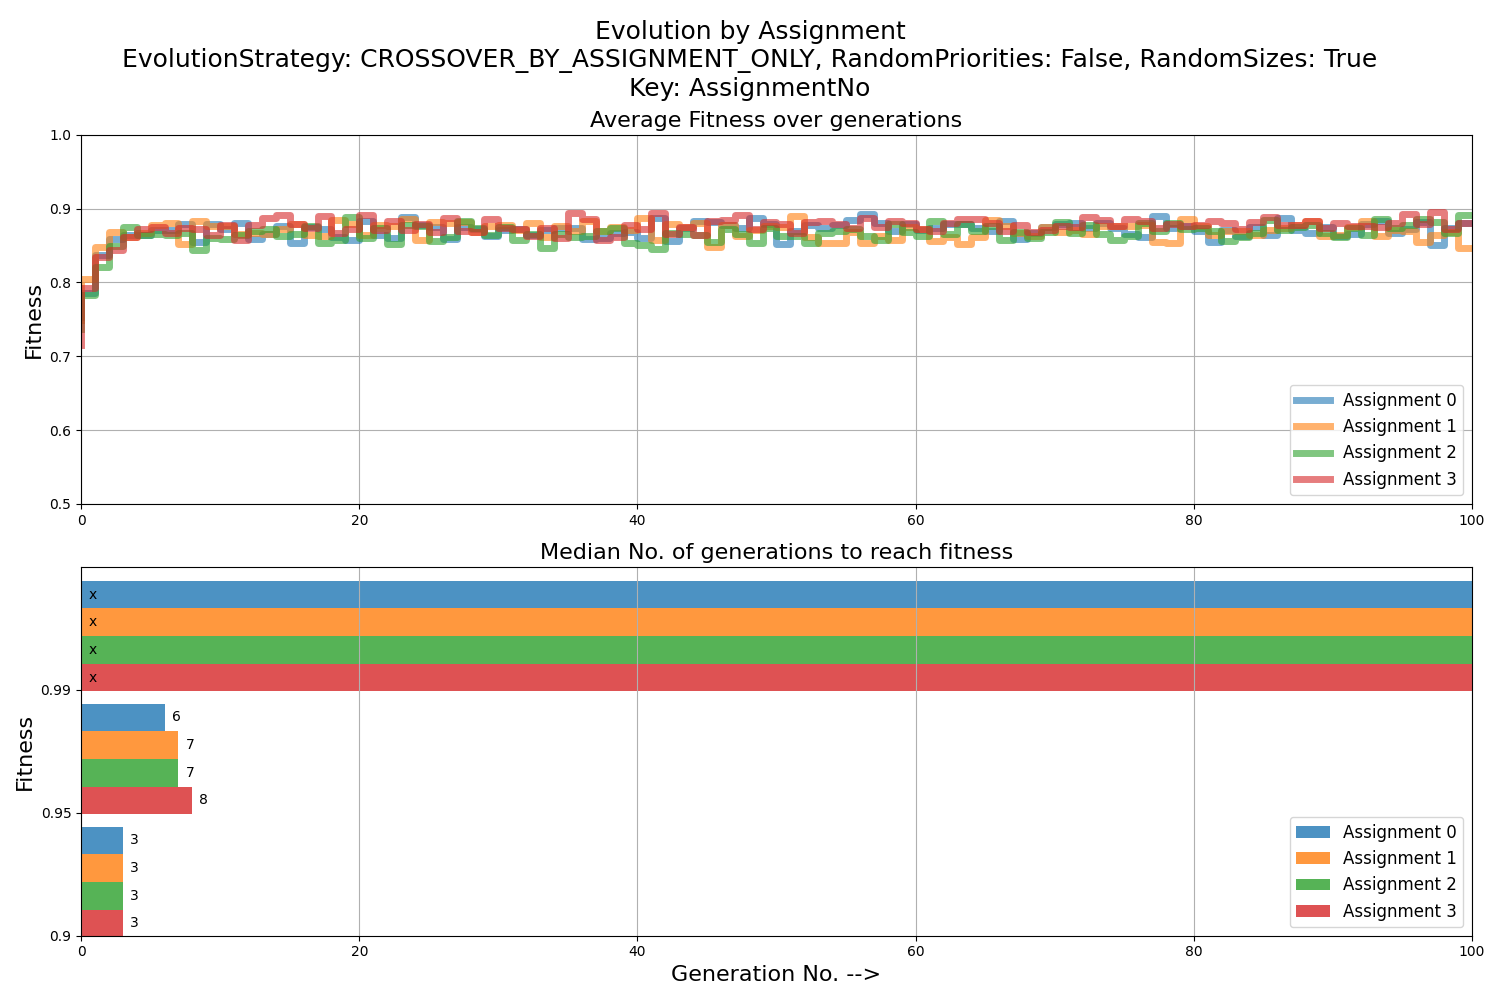 Evolution by Assignment
EvolutionStrategy: CROSSOVER_BY_ASSIGNMENT_ONLY, RandomPriorities: False, RandomSizes: True
Key: AssignmentNo
Average Fitness over generations
1.0
0.9
0.8
0.7
0.6
0.5
Fitness
0 20 40 60 80 100
Assignment 0
Assignment 1
Assignment 2
Assignment 3
Median No. of generations to reach fitness
x
x
x
x
0.99
6
7
7
8
0.95
3
3
3
3
0.9
Fitness
Assignment 0
Assignment 1
Assignment 2
Assignment 3
0 20 40 60 80 100
Generation No. -->